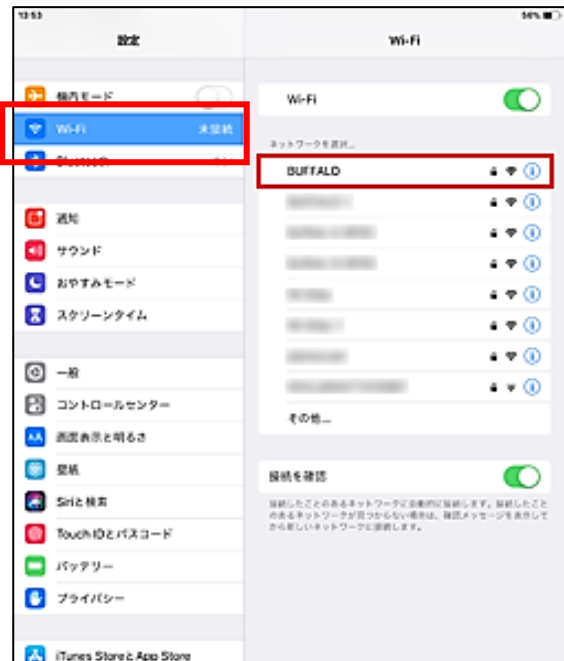 13:53
設定
機内モード
Wi-Fi 未接続
Bluetooth
通知
サウンド
おやすみモード
スクリーンタイム
一般
コントロールセンター
画面表示と明るさ
壁紙
Siriと検索
Touch IDとパスコード
バッテリー
プライバシー
iTunes StoreとApp Store
Wi-Fi
Wi-Fi
ネットワークを選択...
BUFFALO
その他...
接続を確認
接続したことのあるネットワークに自動的に接続します。接続したこと
のあるネットワークが見つからない場合は、確認メッセージを表示して
から新しいネットワークに接続します。